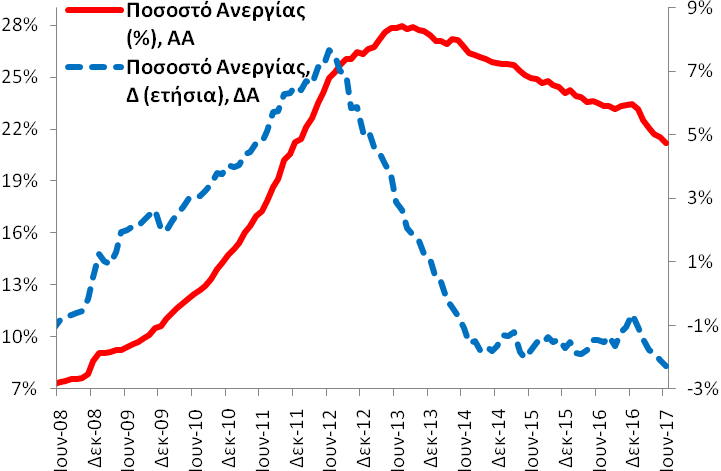 Ποσοστό Ανεργίας
(%), ΑΑ
Ποσοστό Ανεργίας,
Δ (ετήσια), ΔΑ
28%
25%
22%
19%
16%
13%
10%
7%
9%
7%
5%
3%
1%
-1%
-3%
Ιουν-08
Δεκ-08
Ιουν-09
Δεκ-09
Ιουν-10
Δεκ-10
Ιουν-11
Δεκ-11
Ιουν-12
Δεκ-12
Ιουν-13
Δεκ-13
Ιουν-14
Δεκ-14
Ιουν-15
Δεκ-15
Ιουν-16
Δεκ-16
Ιουν-17